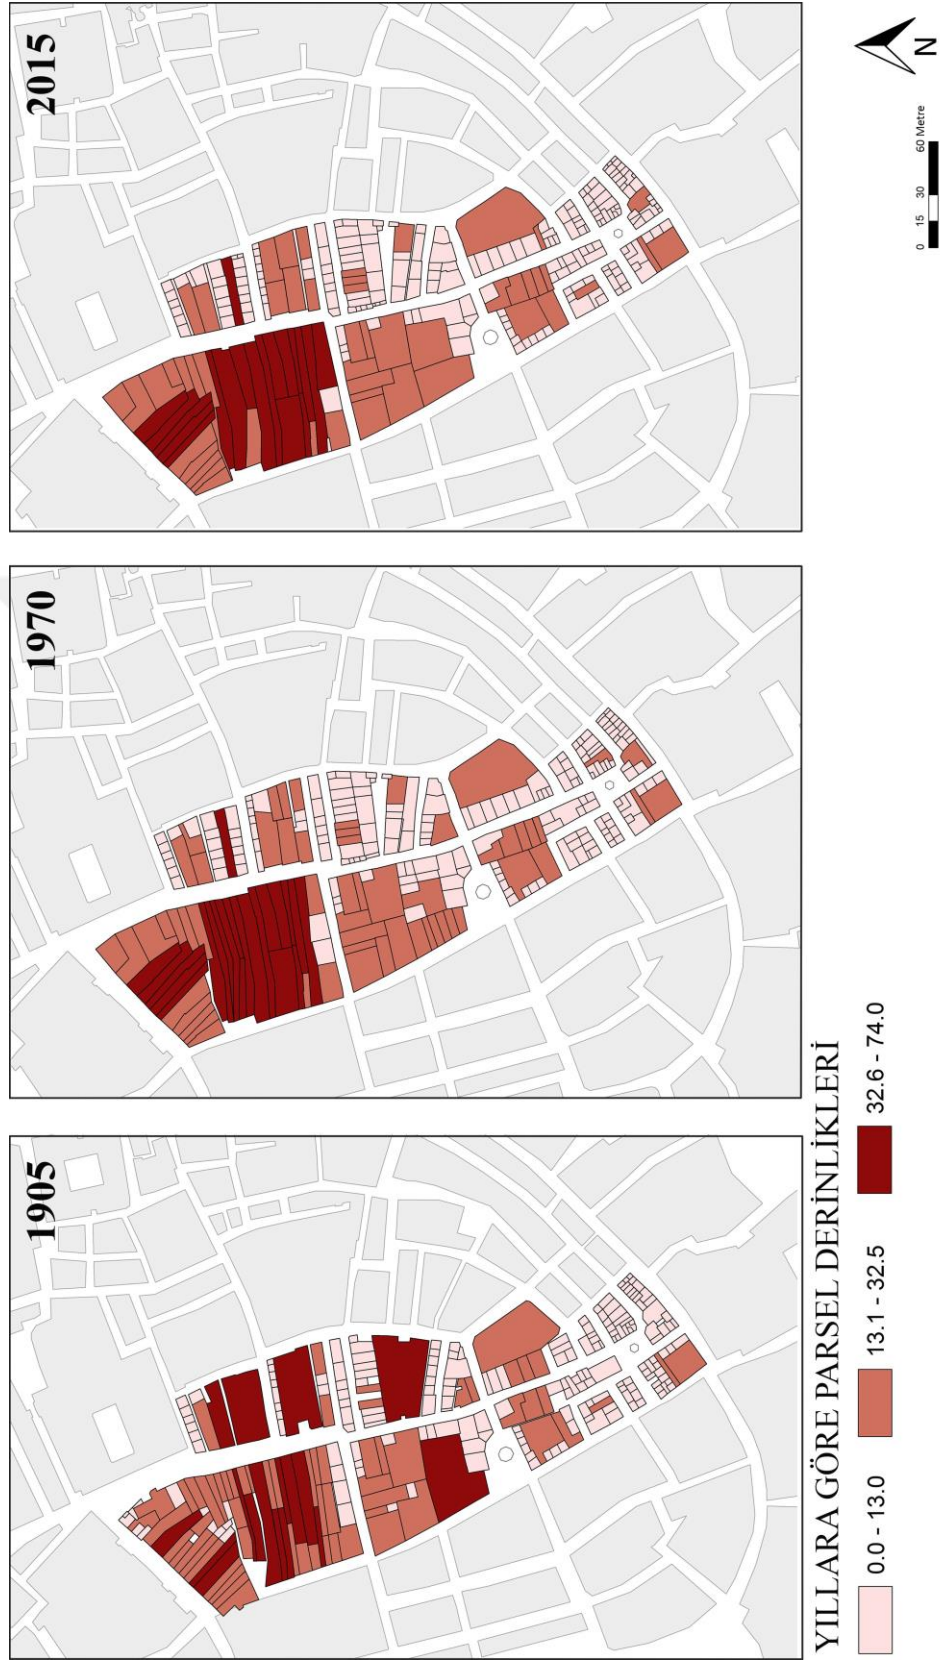 1905
1970
2015
YILLARA GÖRE PARSEL DERİNLİKLERİ
0.0 - 13.0
13.1 - 32.5
32.6 - 74.0
0 15 30 60 Metre
N